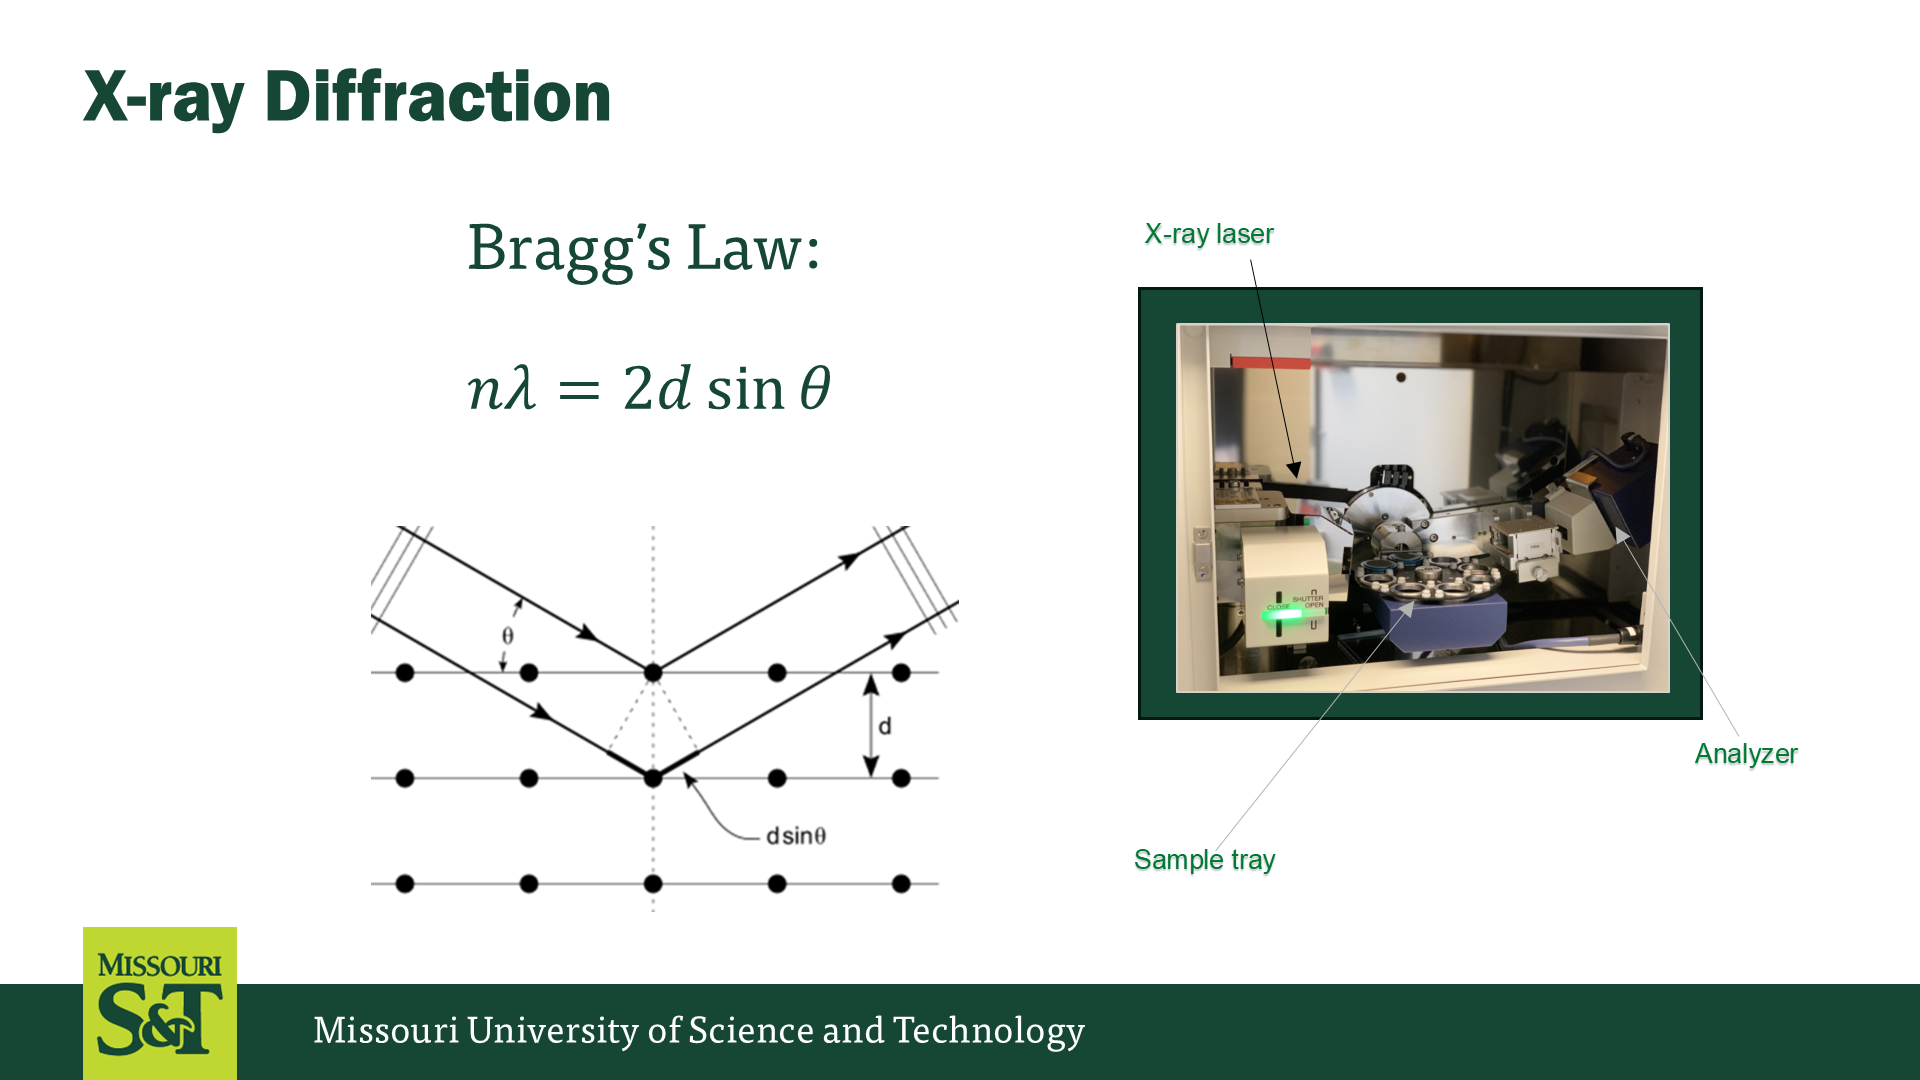 X-ray Diffraction
Bragg’s Law:
nλ = 2d sin θ
θ
d
dsinθ
X-ray laser
CLOSE
SHUTTER
OPEN
Analyzer
Sample tray
MISSOURI
S&T
Missouri University of Science and Technology